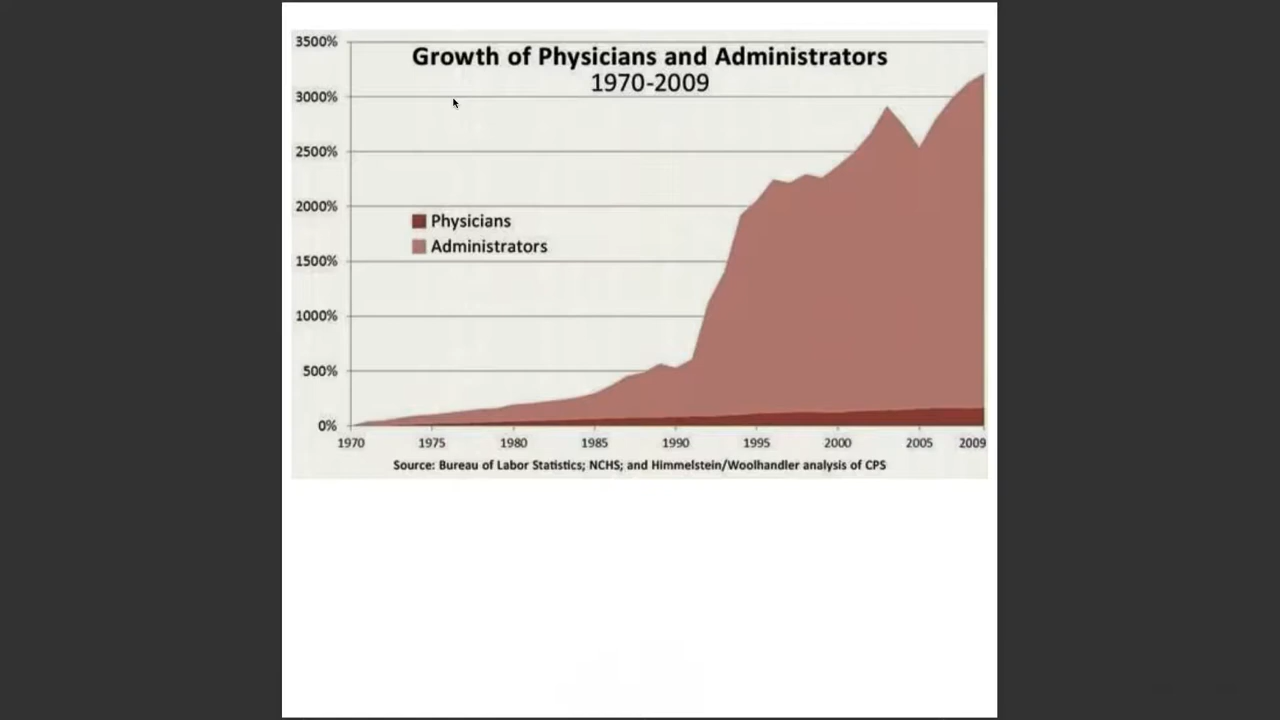 Growth of Physicians and Administrators
1970-2009
3500%
3000%
2500%
2000%
1500%
1000%
500%
0%
Physicians
Administrators
1970 1975 1980 1985 1990 1995 2000 2005 2009
Source: Bureau of Labor Statistics; NCHS; and Himmelstein/Woolhandler analysis of CPS